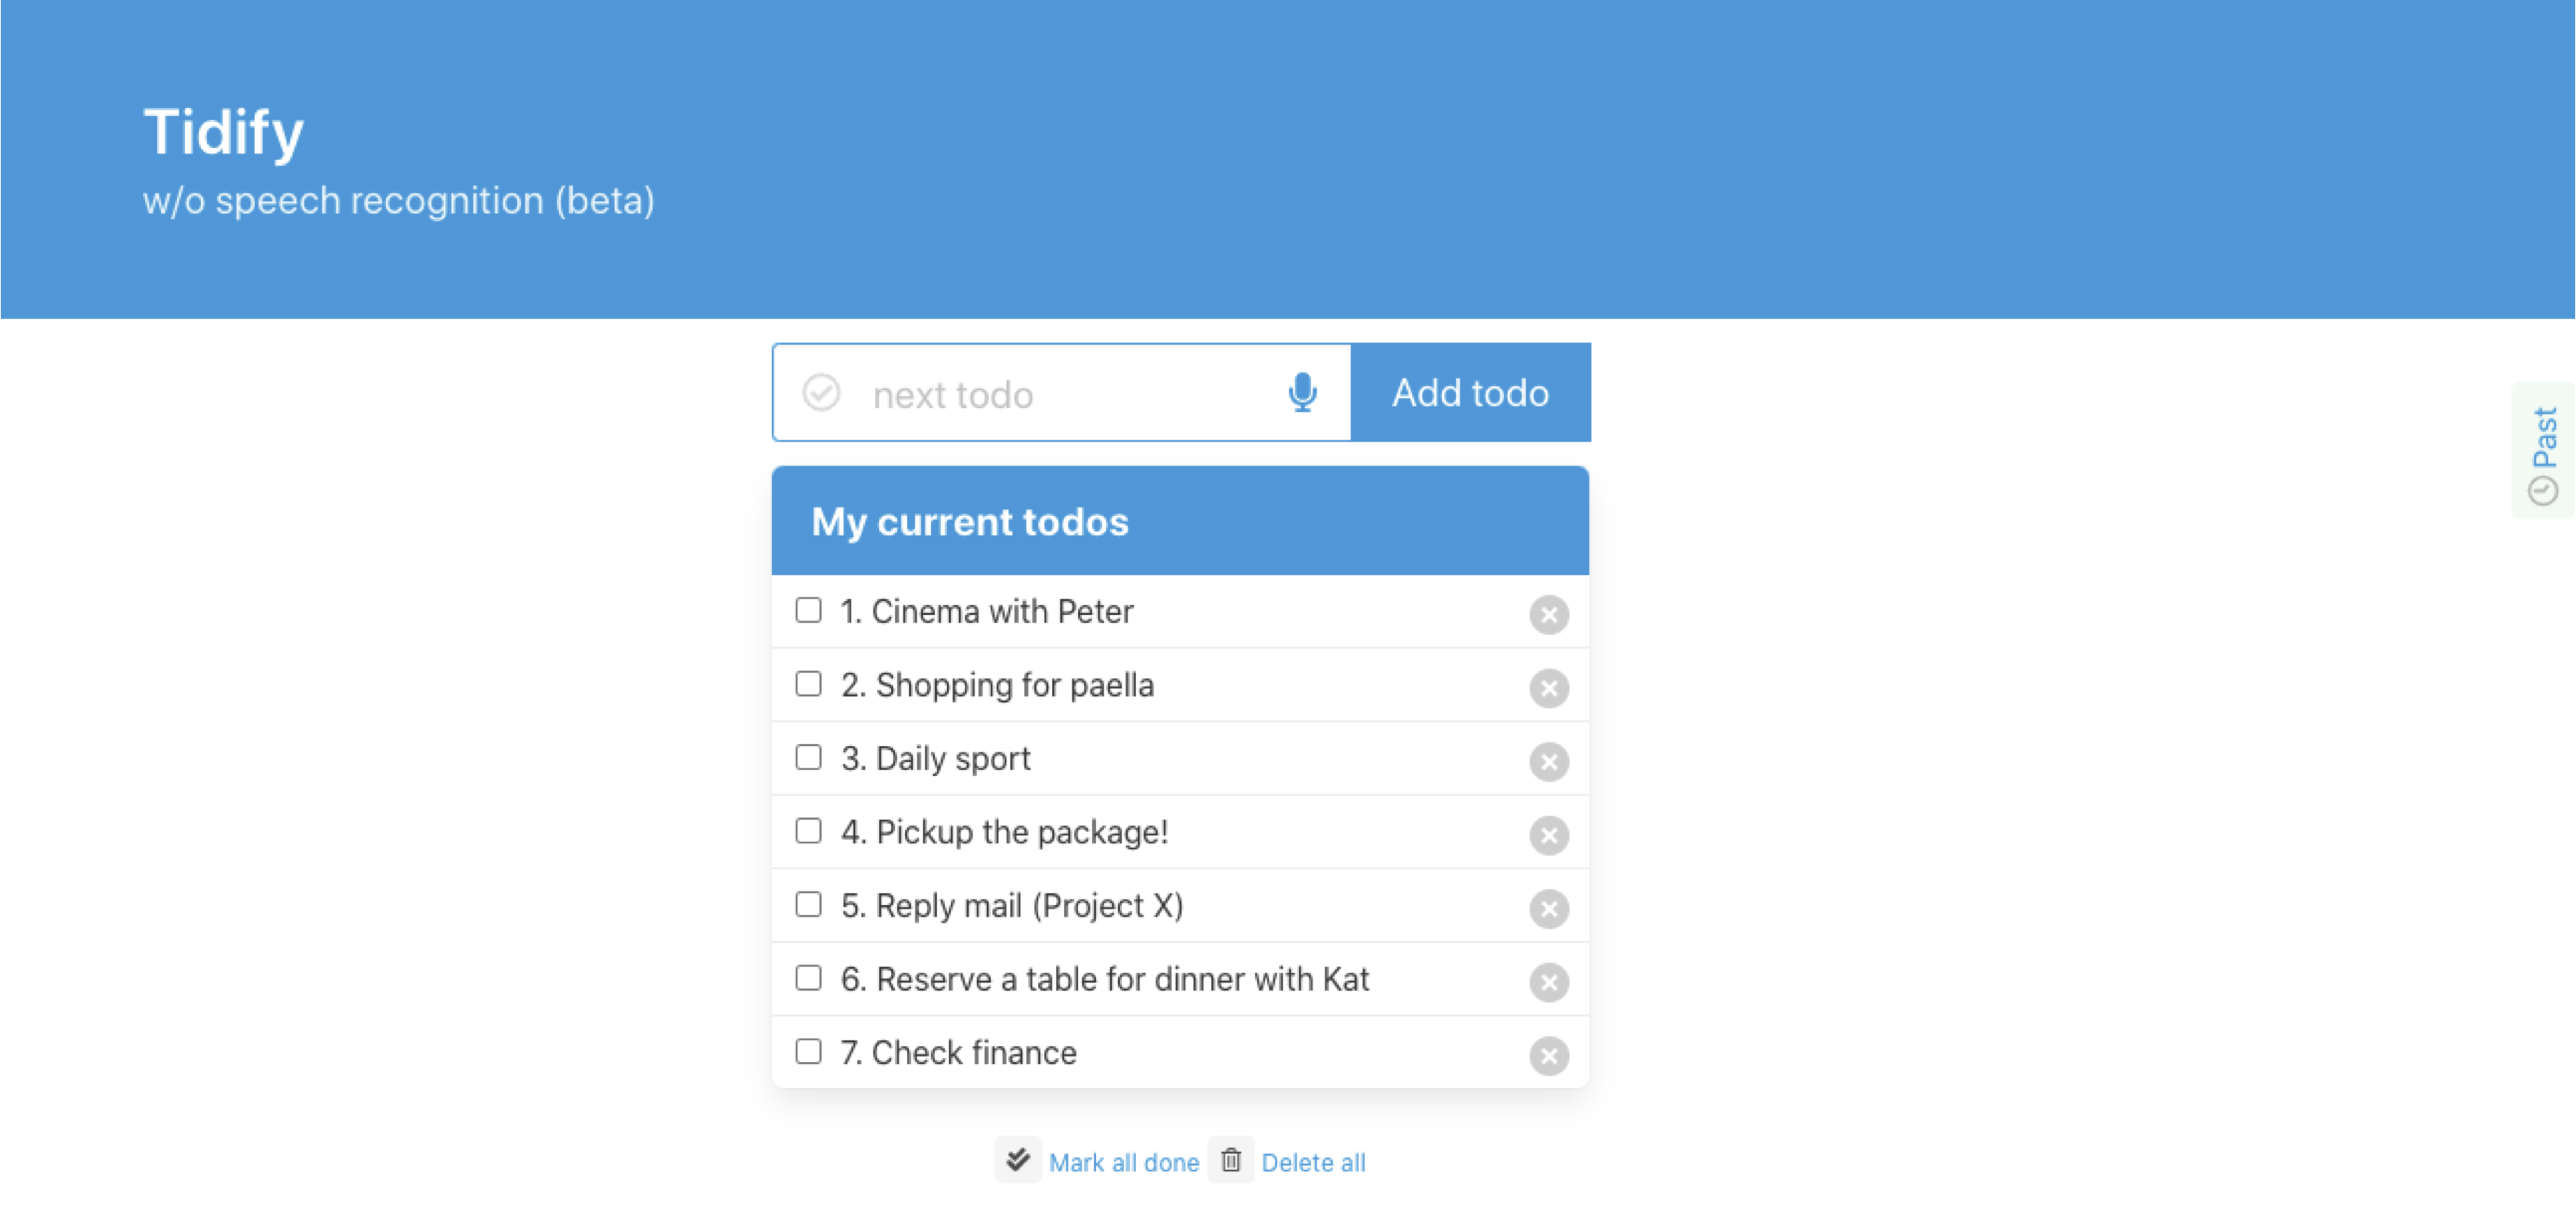 Tidify
w/o speech recognition (beta)
next todo
Add todo
Past
My current todos
1. Cinema with Peter
2. Shopping for paella
3. Daily sport
4. Pickup the package!
5. Reply mail (Project X)
6. Reserve a table for dinner with Kat
7. Check finance
Mark all done Delete all